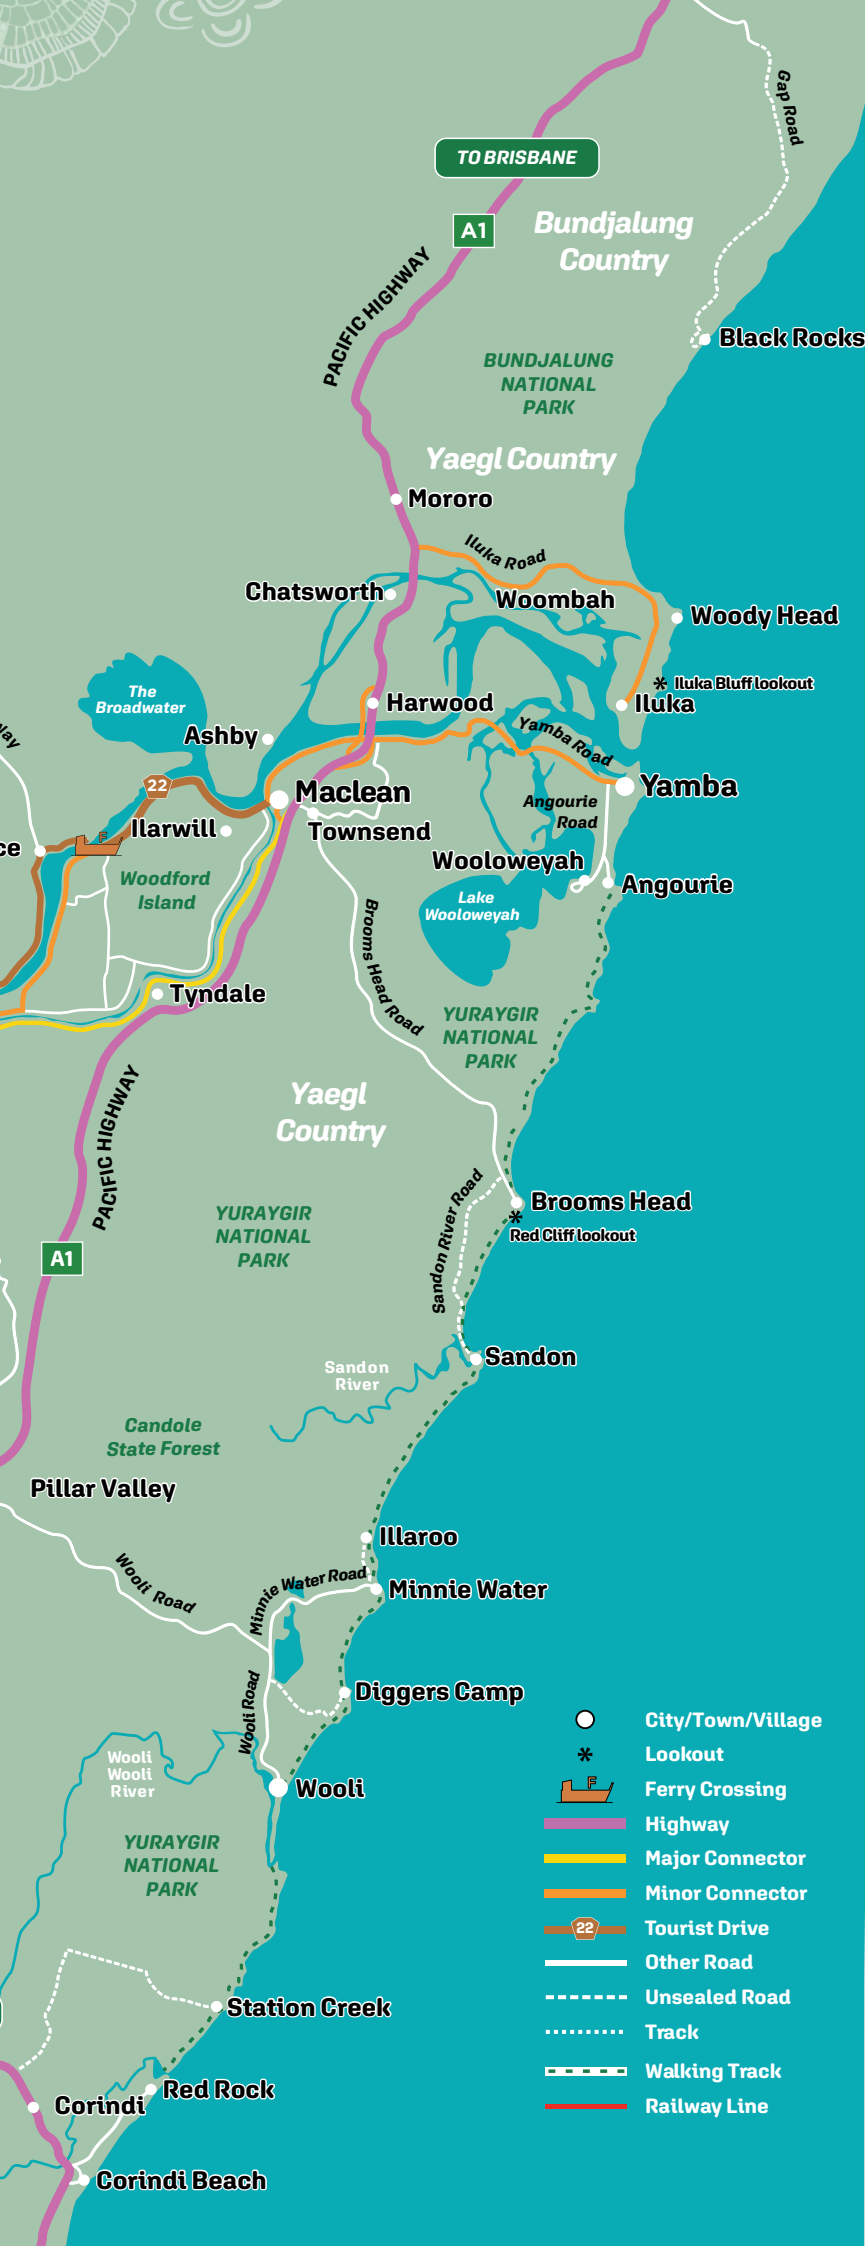 Gap Road
TO BRISBANE
A1
Bundjalung
Country
PACIFIC HIGHWAY
Black Rocks
BUNDJALUNG
NATIONAL
PARK
Yaegl Country
Mororo
Iluka Road
Chatsworth
Woombah
Woody Head
The
Broadwater
Iluka Bluff lookout
Harwood
Iluka
way
Ashby
Yamba Road
22
Maclean
Yamba
Angourie
Road
F
Ilarwill
Townsend
ce
Wooloweyah
Woodford
Island
Angourie
Lake
Wooloweyah
Brooms Head Road
Tyndale
YURAYGIR
NATIONAL
PARK
PACIFIC HIGHWAY
Yaegl
Country
Sandon River Road
Brooms Head
YURAYGIR
NATIONAL
PARK
Red Cliff lookout
A1
Sandon
Sandon
River
Candole
State Forest
Pillar Valley
Illaroo
Wooli Road
Minnie Water Road
Minnie Water
Wooli Road
Diggers Camp
Wooli
Wooli
River
Wooli
YURAYGIR
NATIONAL
PARK
Station Creek
Red Rock
Corindi
Corindi Beach
City/Town/Village
Lookout
F
Ferry Crossing
Highway
Major Connector
Minor Connector
22
Tourist Drive
Other Road
Unsealed Road
Track
Walking Track
Railway Line